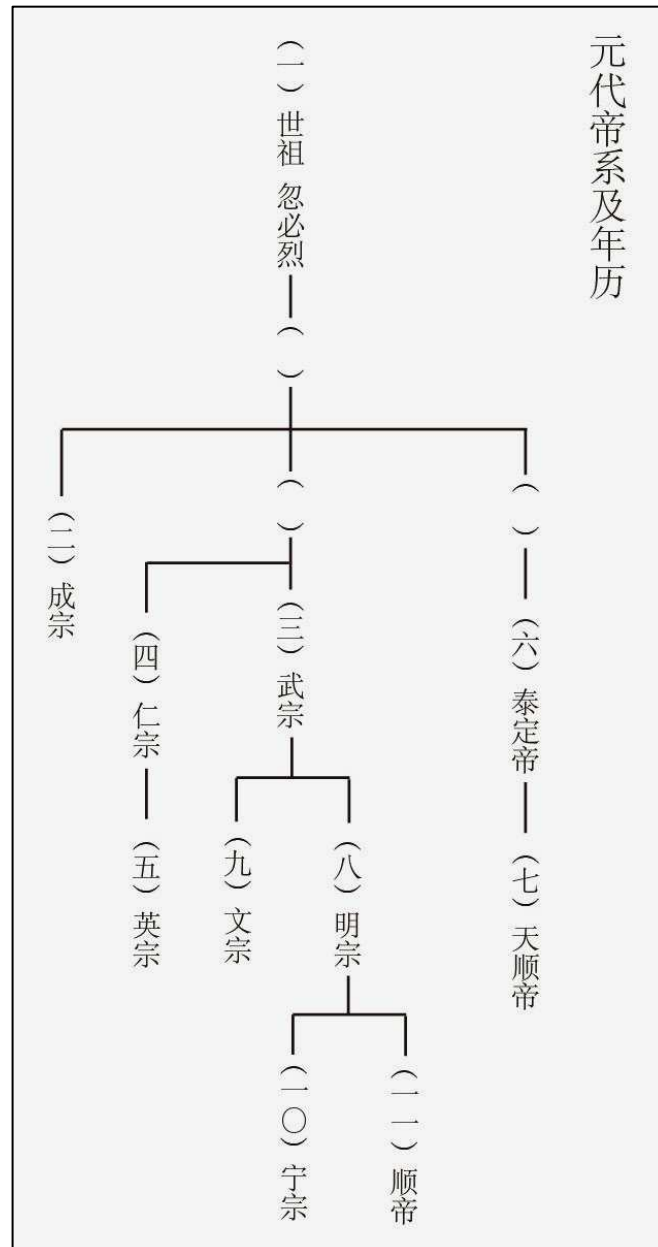 元代帝系及年历
（一）世祖 忽必烈
（ ）
（ ）
（六）泰定帝
（七）天顺帝
（ ）
（三）武宗
（八）明宗
（一一）顺帝
（一〇）宁宗
（九）文宗
（四）仁宗
（五）英宗
（二）成宗